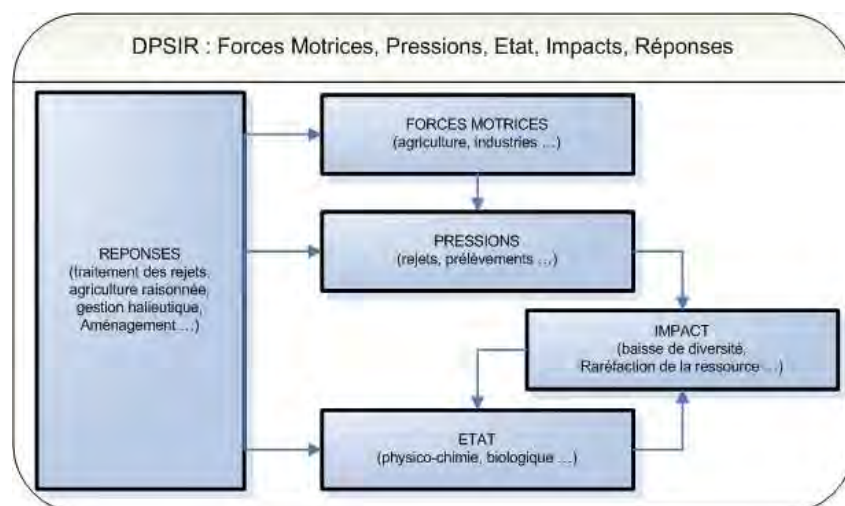 DPSIR : Forces Motrices, Pressions, Etat, Impacts, Réponses
FORCES MOTRICES
(agriculture, industries ...)
PRESSIONS
(rejets, prélèvements ...)
REPONSES
(traitement des rejets,
agriculture raisonnée,
gestion halieutique,
Aménagement ...)
IMPACT
(baisse de diversité,
Raréfaction de la ressource ...)
ETAT
(physico-chimie, biologique ...)